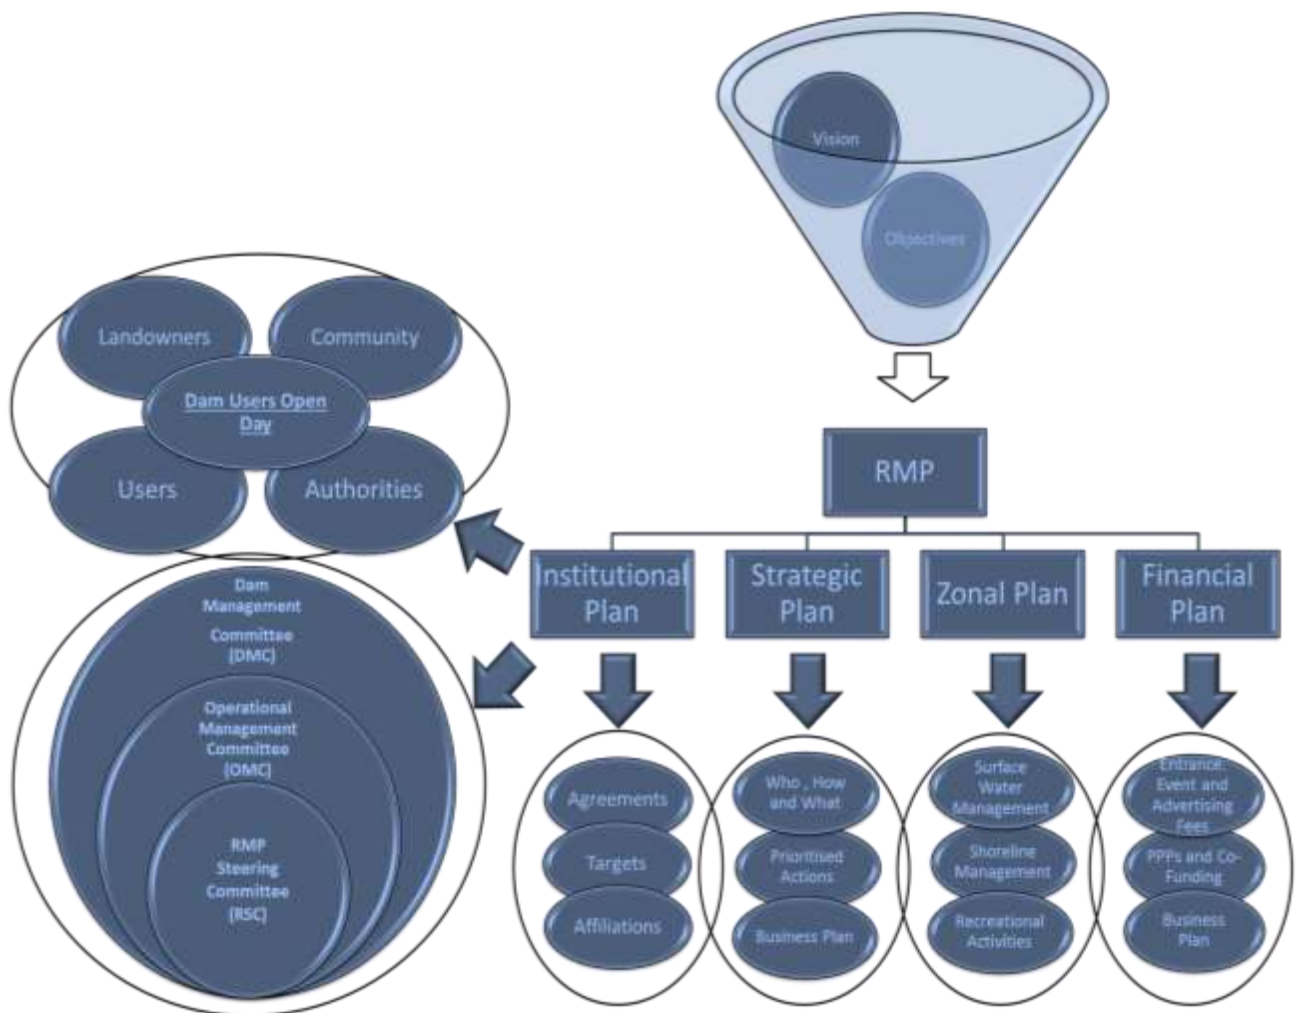 Vision
Objectives
Landowners
Community
Dam Users Open
Day
Users
Authorities
RMP
Institutional
Plan
Strategic
Plan
Zonal Plan
Financial
Plan
Dam
Management
Committee
(DMC)
Operational
Management
Committee
(OMC)
RMP
Steering
Committee
(RSC)
Agreements
Targets
Affiliations
Who , How
and What
Prioritised
Actions
Business Plan
Surface
Water
Management
Shoreline
Management
Recreational
Activities
Entrance,
Event and
Advertising
Fees
PPPs and Co-
Funding
Business
Plan